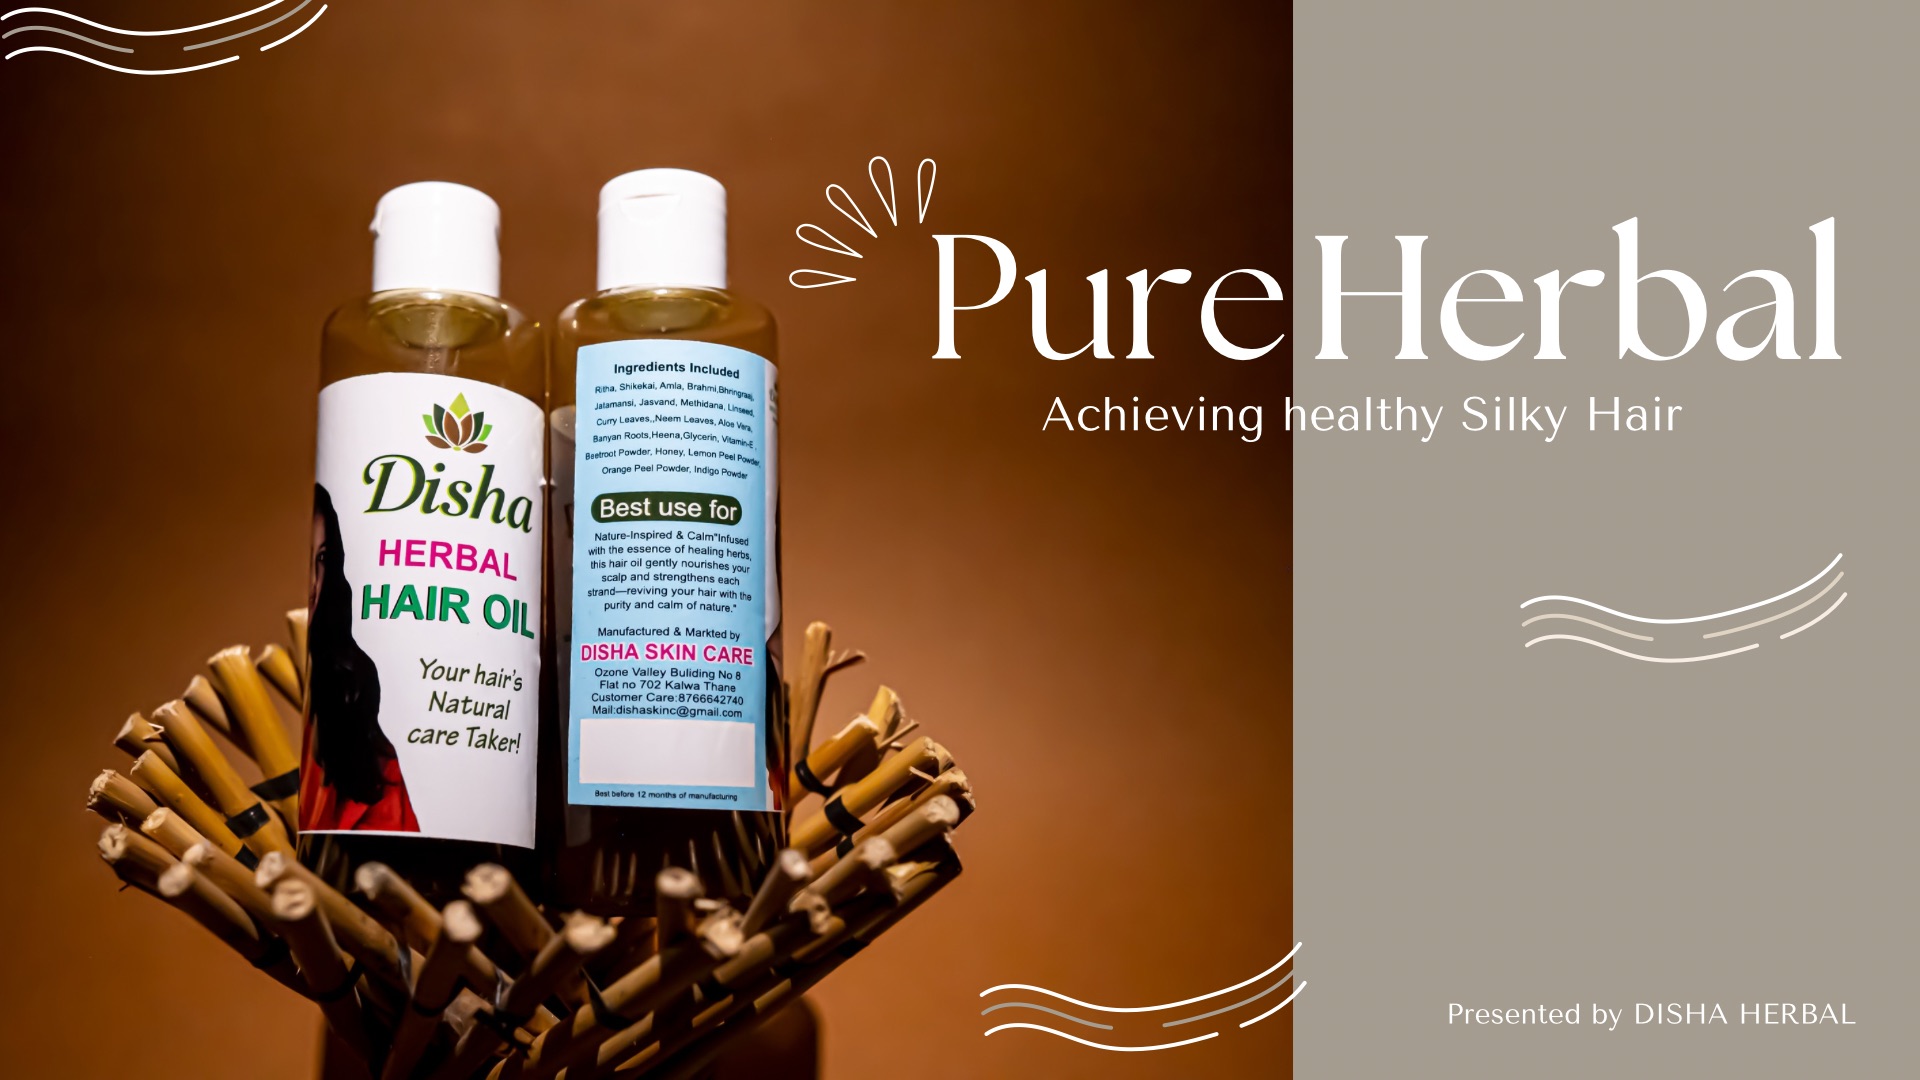 Pure Herbal
Achieving healthy Silky Hair
Disha
HERBAL
HAIR OIL
Your hair's
Natural
care Taker!
Ingredients Included
Ritha, Shikekai, Amla, Brahmi,Bhringraaj,
Jatamansi, Jasvand, Methidana, Linseed,
Curry Leaves,,Neem Leaves, Aloe Vera,
Banyan Roots,Heena,Glycerin, Vitamin-E,
Beetroot Powder, Honey, Lemon Peel Powder,
Orange Peel Powder, Indigo Powder
Best use for
Nature-Inspired & Calm"Infused
with the essence of healing herbs,
this hair oil gently nourishes your
scalp and strengthens each
strand—reviving your hair with the
purity and calm of nature."
Manufactured & Markted by
DISHA SKIN CARE
Ozone Valley Buliding No 8
Flat no 702 Kalwa Thane
Customer Care:8766642740
Mail:dishaskinc@gmail.com
Best before 12 months of manufacturing
Presented by DISHA HERBAL